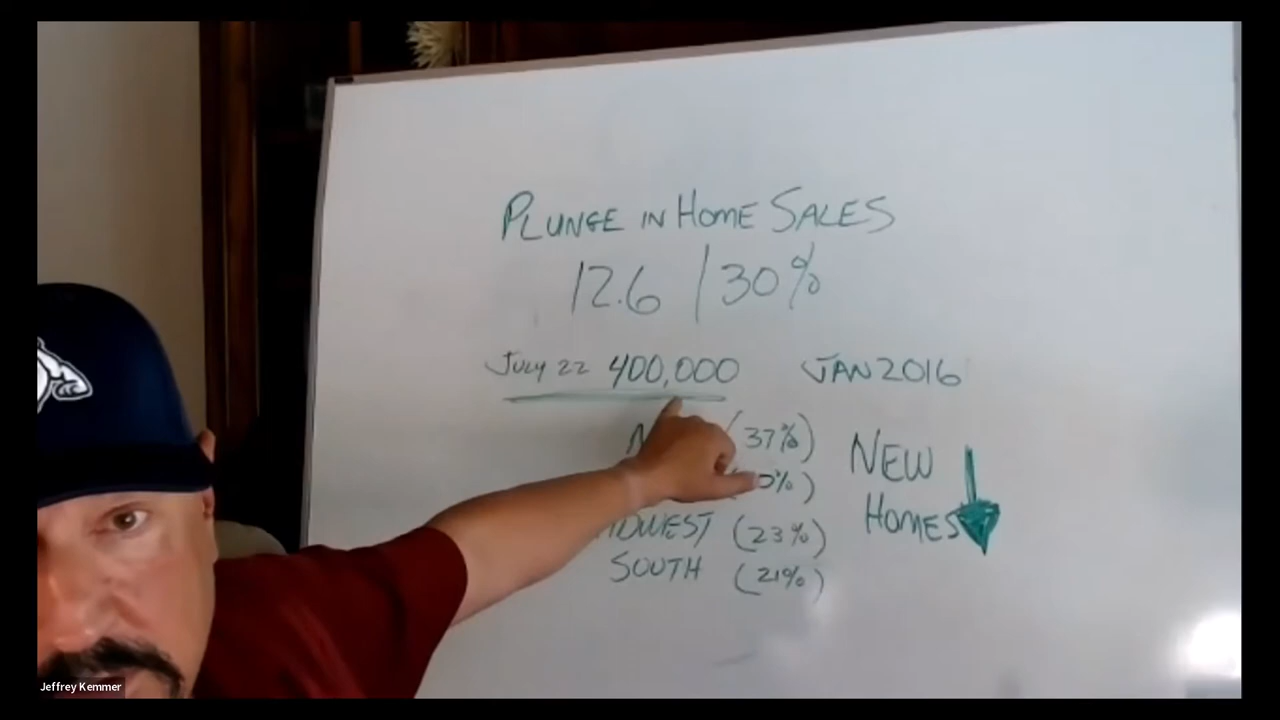 PLUNGE IN HOME SALES
12.6 / 30%
JULY 22 400,000 JAN 2016
(37%) NEW
HOMES
(23%)
SOUTH (21%)
Jeffrey Kemmer